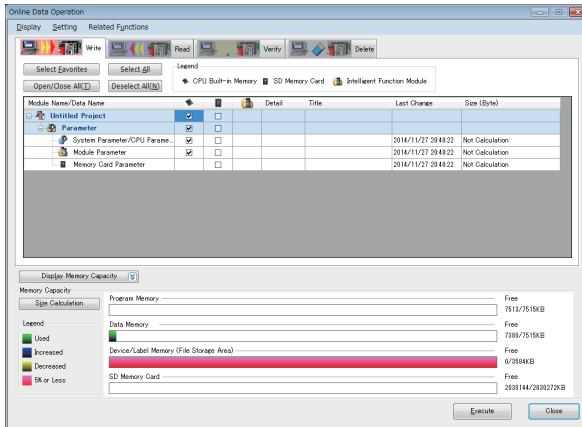 Online Data Operation
Display Setting Related Functions
Write Read Verify Delete
Select Favorites Select All Legend
CPU Built-in Memory SD Memory Card Intelligent Function Module
Open/Close All(T) Deselect All(N)
Module Name/Data Name Detail Title Last Change Size (Byte)
Untitled Project
Parameter
System Parameter/CPU Parame... 2014/11/27 20:48:22 Not Calculation
Module Parameter 2014/11/27 20:48:22 Not Calculation
Memory Card Parameter 2014/11/27 20:48:22 Not Calculation
Display Memory Capacity
Memory Capacity
Size Calculation
Program Memory Free
7513/7515KB
Legend
Used
Increased
Decreased
5% or Less
Data Memory Free
7388/7515KB
Device/Label Memory (File Storage Area) Free
0/3584KB
SD Memory Card Free
2030144/2030272KB
Execute Close